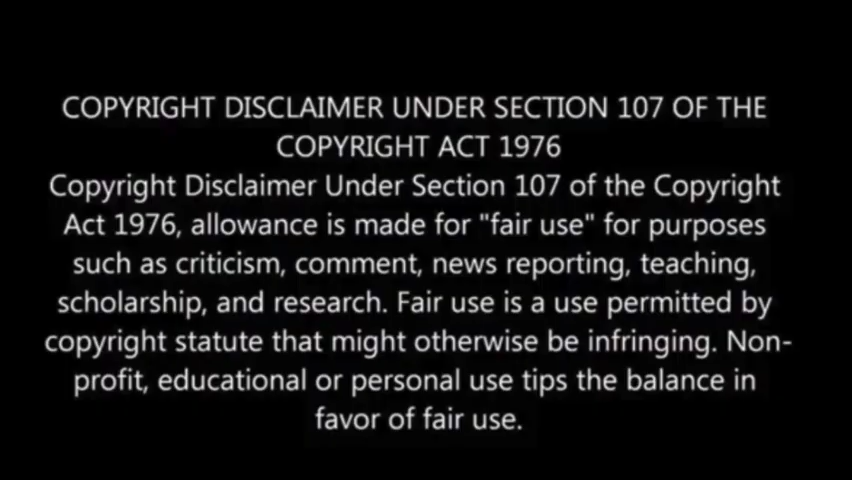 COPYRIGHT DISCLAIMER UNDER SECTION 107 OF THE
COPYRIGHT ACT 1976
Copyright Disclaimer Under Section 107 of the Copyright
Act 1976, allowance is made for "fair use" for purposes
such as criticism, comment, news reporting, teaching,
scholarship, and research. Fair use is a use permitted by
copyright statute that might otherwise be infringing. Non-
profit, educational or personal use tips the balance in
favor of fair use.